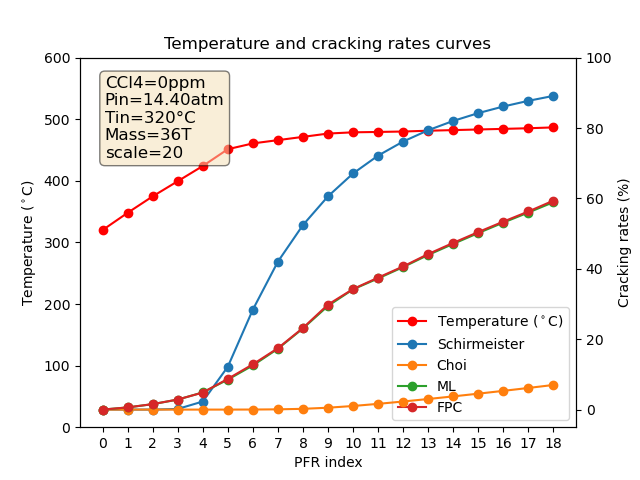 Temperature and cracking rates curves
CCl4=0ppm
Pin=14.40atm
Tin=320°C
Mass=36T
scale=20
Temperature (°C)
600
500
400
300
200
100
0
Cracking rates (%)
100
80
60
40
20
0
Temperature (°C)
Schirmeister
Choi
ML
FPC
0 1 2 3 4 5 6 7 8 9 10 11 12 13 14 15 16 17 18
PFR index